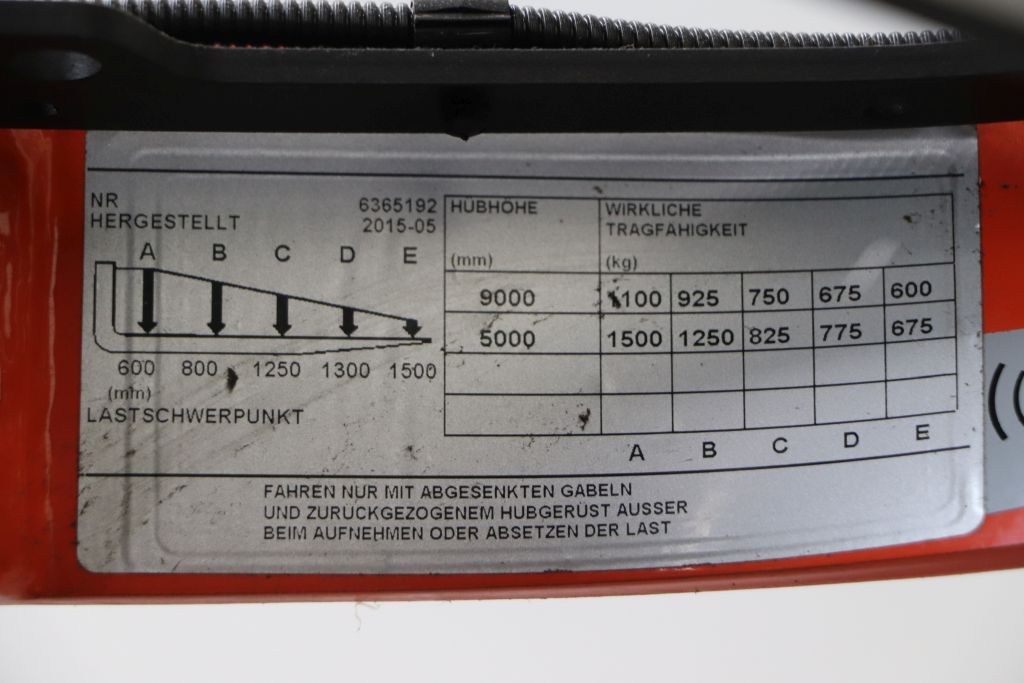 NR 6365192
HERGESTELLT 2015-05
A B C D E
600 800 1250 1300 1500
(mm)
LASTSCHWERPUNKT
HÜBHÖHE WIRKLICHE
TRAGFÄHIGKEIT
(mm) (kg)
9000 1100 925 750 675 600
5000 1500 1250 825 775 675
A B C D E
FAHREN NUR MIT ABGESENKTEN GABELN
UND ZURÜCKGEZOGENEM HUBGERÜST AUSSER
BEIM AUFNEHMEN ODER ABSETZEN DER LAST